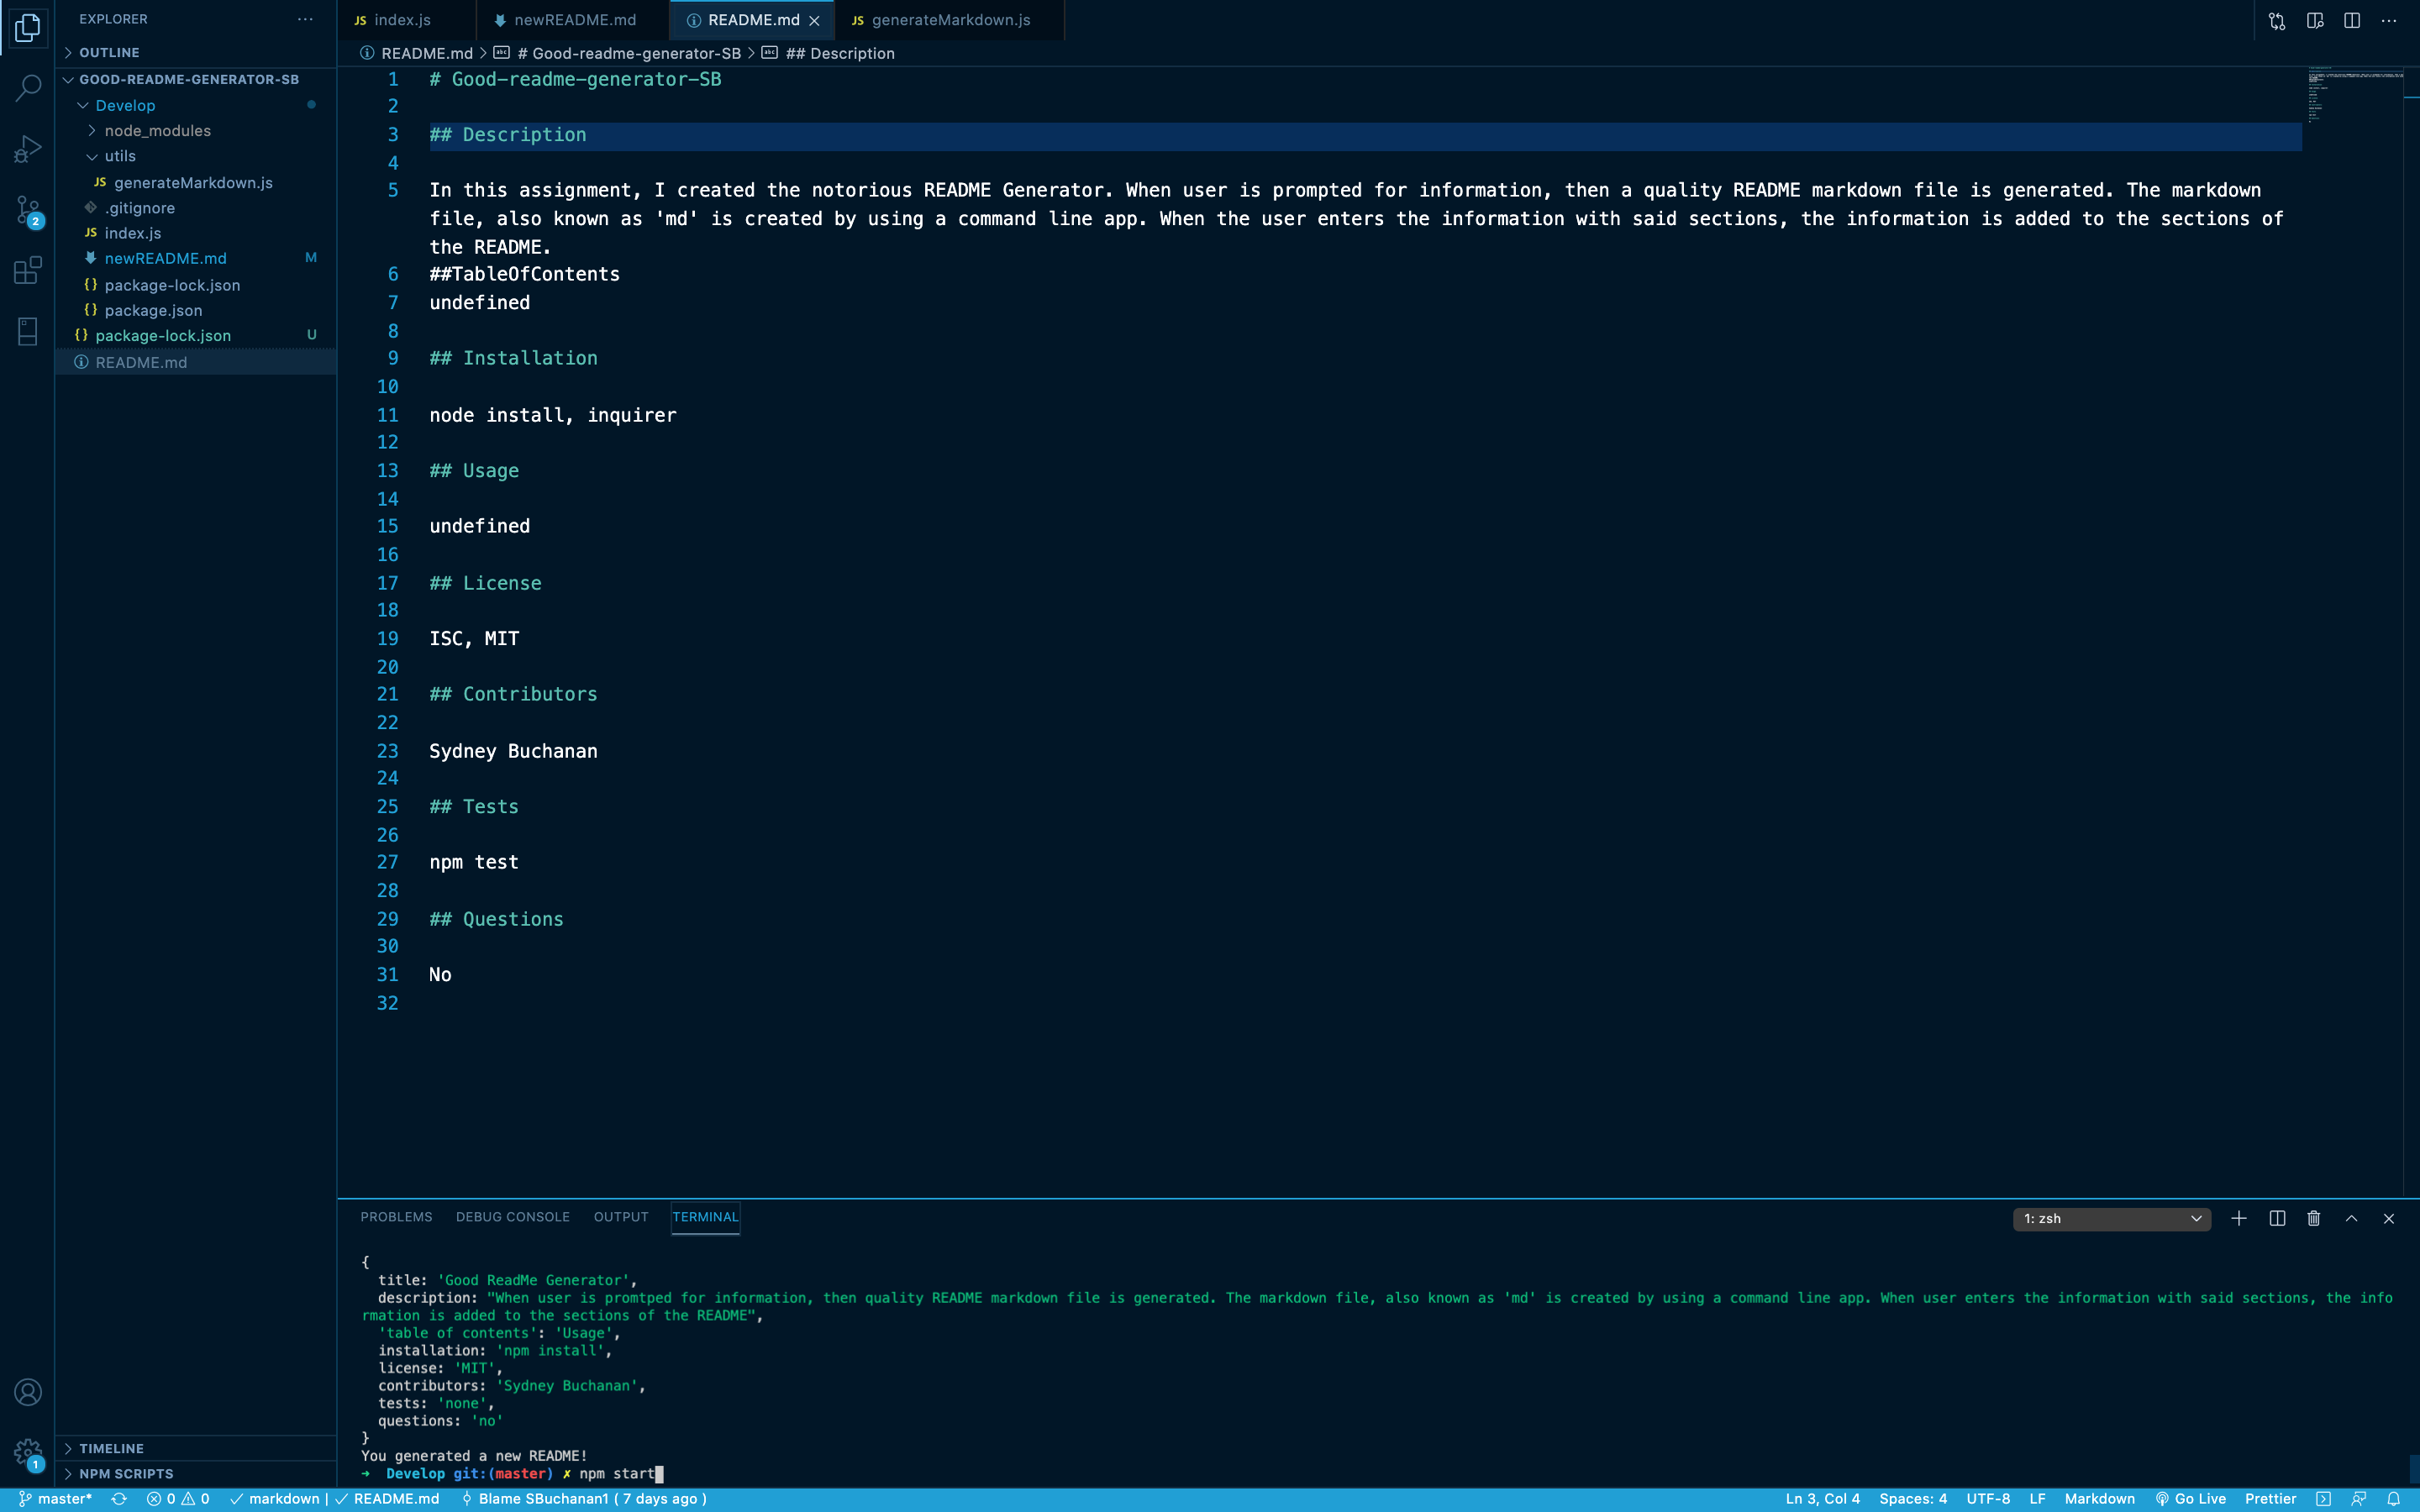 EXPLORER
OUTLINE
GOOD-README-GENERATOR-SB
Develop
node_modules
utils
JS generateMarkdown.js
.gitignore
JS index.js
newREADME.md M
{} package-lock.json
{} package.json
{} package-lock.json U
README.md
2
1
TIMELINE
NPM SCRIPTS
JS index.js
newREADME.md
README.md
JS generateMarkdown.js
README.md > # Good-readme-generator-SB > ## Description
1 # Good-readme-generator-SB
2
3 ## Description
4
5 In this assignment, I created the notorious README Generator. When user is prompted for information, then a quality README markdown file is generated. The markdown
file, also known as 'md' is created by using a command line app. When the user enters the information with said sections, the information is added to the sections of
the README.
6 ##TableOfContents
7 undefined
8
9 ## Installation
10
11 node install, inquirer
12
13 ## Usage
14
15 undefined
16
17 ## License
18
19 ISC, MIT
20
21 ## Contributors
22
23 Sydney Buchanan
24
25 ## Tests
26
27 npm test
28
29 ## Questions
30
31 No
32
PROBLEMS DEBUG CONSOLE OUTPUT TERMINAL
1: zsh
{
title: 'Good ReadMe Generator',
description: "When user is promtped for information, then quality README markdown file is generated. The markdown file, also known as 'md' is created by using a command line app. When user enters the information with said sections, the info
rmation is added to the sections of the README",
'table of contents': 'Usage',
installation: 'npm install',
license: 'MIT',
contributors: 'Sydney Buchanan',
tests: 'none',
questions: 'no'
}
You generated a new README!
→ Develop git:(master) ✗ npm start
master* 0 0 ✓ markdown | ✓ README.md Blame SBuchanan1 ( 7 days ago ) Ln 3, Col 4 Spaces: 4 UTF-8 LF Markdown Go Live Prettier